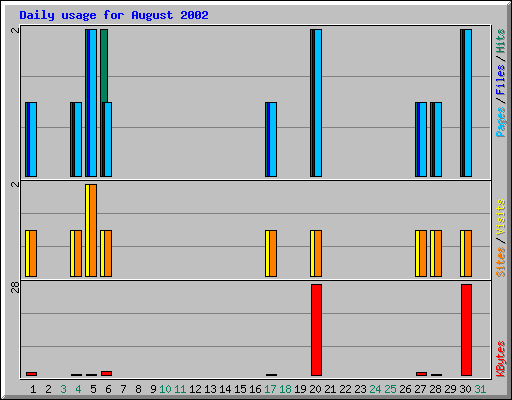 Daily usage for August 2002
2
Pages / Files / Hits
2
Sites / Visits
28
KBytes
1 2 3 4 5 6 7 8 9 10 11 12 13 14 15 16 17 18 19 20 21 22 23 24 25 26 27 28 29 30 31